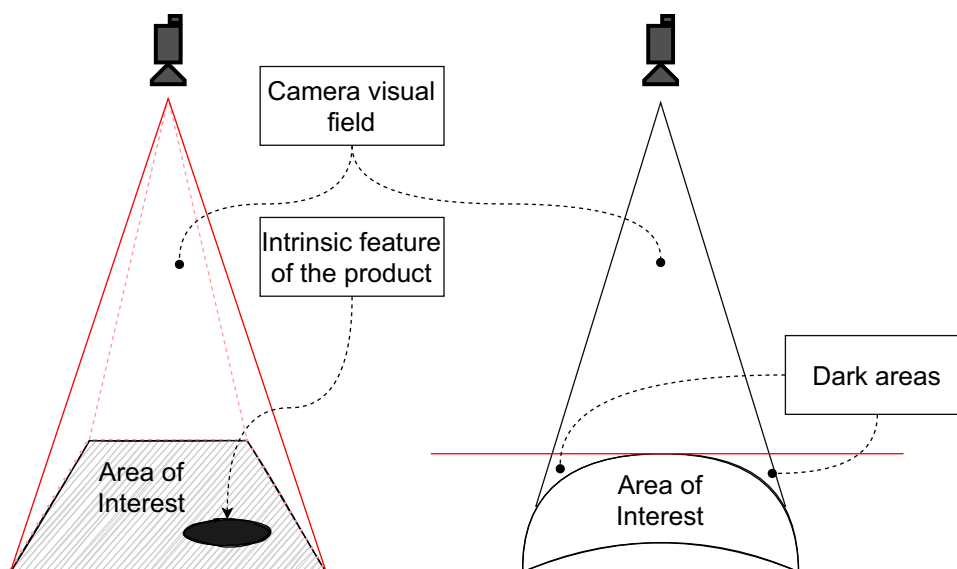 Camera visual
field
Intrinsic feature
of the product
Dark areas
Area of
Interest
Area of
Interest